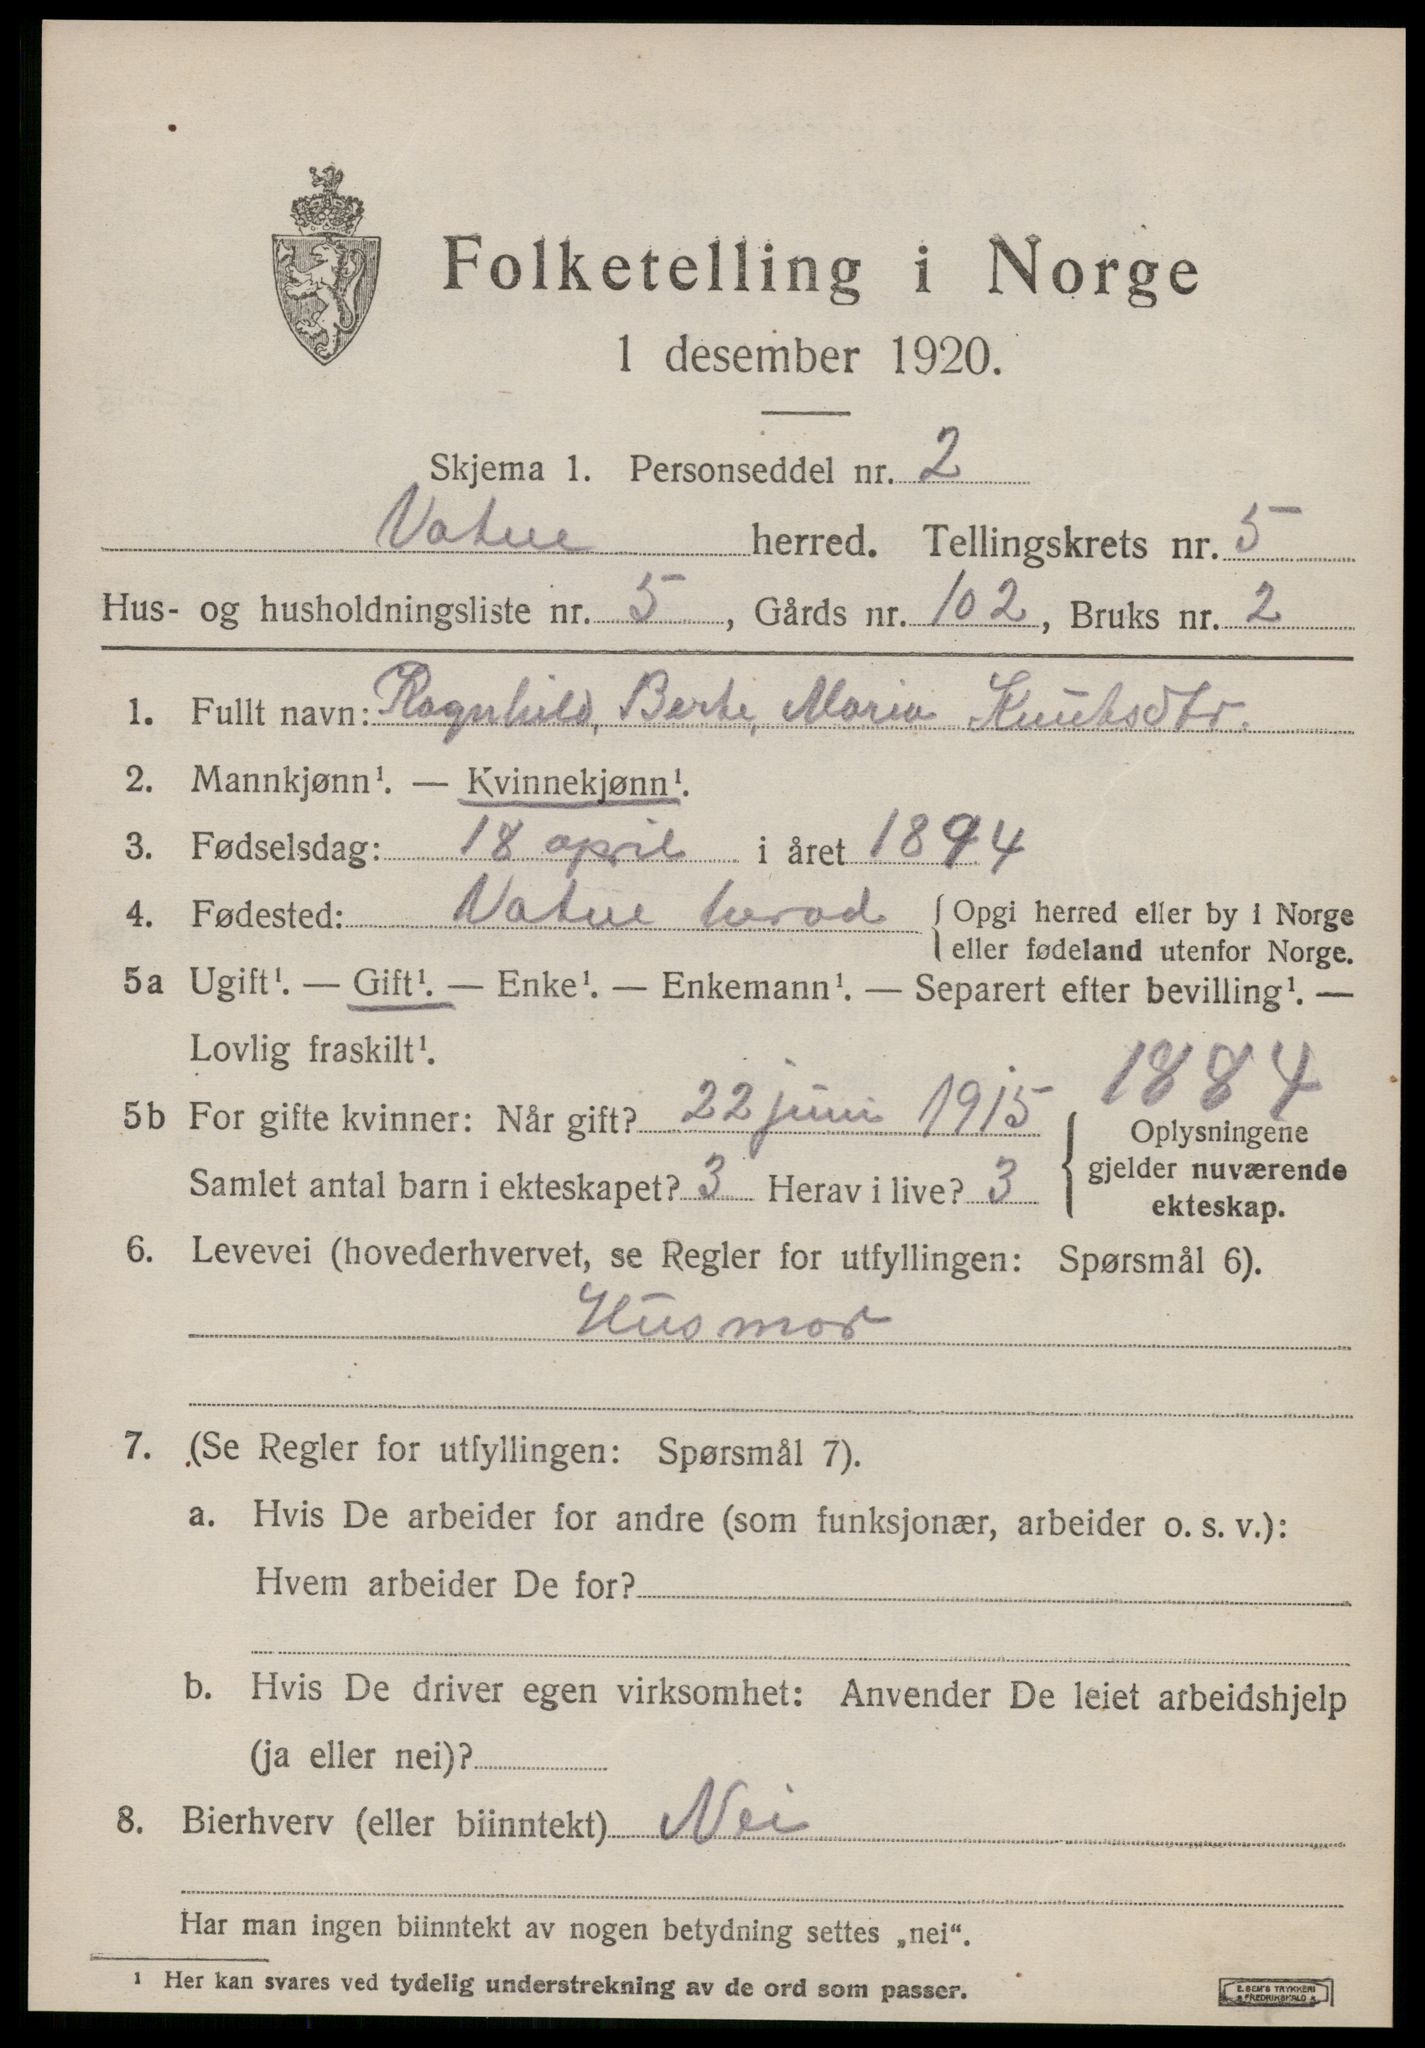 Folketelling i Norge
1 desember 1920.
Skjema 1. Personseddel nr. 2
Vatne herred. Tellingskrets nr. 5
Hus- og husholdningsliste nr. 5, Gårds nr. 102, Bruks nr. 2
1. Fullt navn: Ragnhild, Berte, Maria Knutsdtr.
2. Mannkjønn¹. — Kvinnekjønn¹.
3. Fødselsdag: 18 april i året 1894
4. Fødested: Vatne herad { Opgi herred eller by i Norge
eller fødeland utenfor Norge.
5a Ugift¹. — Gift¹. — Enke¹. — Enkemann¹. — Separert efter bevilling¹. —
Lovlig fraskilt¹.
1884
5b For gifte kvinner: Når gift? 22 juni 1915
Samlet antal barn i ekteskapet? 3 Herav i live? 3
{ Oplysningene
gjelder nuværende
ekteskap.
6. Levevei (hovederhvervet, se Regler for utfyllingen: Spørsmål 6).
Husmor
7. (Se Regler for utfyllingen: Spørsmål 7).
a. Hvis De arbeider for andre (som funksjonær, arbeider o. s. v.):
Hvem arbeider De for?
b. Hvis De driver egen virksomhet: Anvender De leiet arbeidshjelp
(ja eller nei)?
8. Bierhverv (eller biinntekt) Nei
Har man ingen biinntekt av nogen betydning settes „nei“.
¹ Her kan svares ved tydelig understrekning av de ord som passer.
E. SEM'S TRYKKERI
FREDRIKSHALD